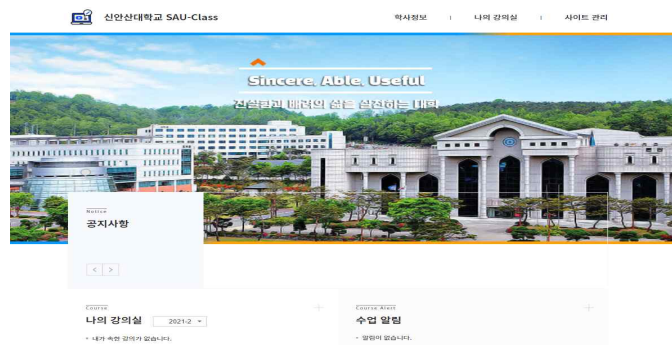 신안산대학교 SAU-Class
학사정보 | 나의 강의실 | 사이트 관리
Sincere, Able, Useful
진실함과 배려의 삶을 실천하는 대학
Notice
공지사항
< >
Course +
나의 강의실 2021-2
- 내가 속한 강의가 없습니다.
Course Alert +
수업 알림
- 알림이 없습니다.